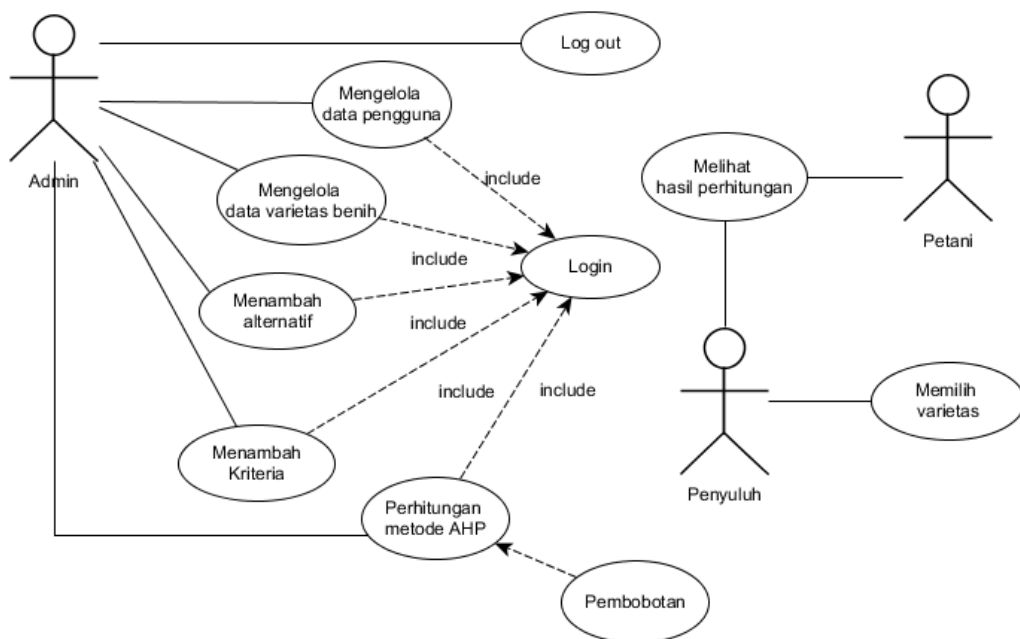 Log out
Mengelola
data pengguna
Admin
include
Melihat
hasil perhitungan
Mengelola
data varietas benih
Petani
include
Login
Menambah
alternatif
include
include
include
Memilih
varietas
Menambah
Kriteria
Penyuluh
Perhitungan
metode AHP
Pembobotan